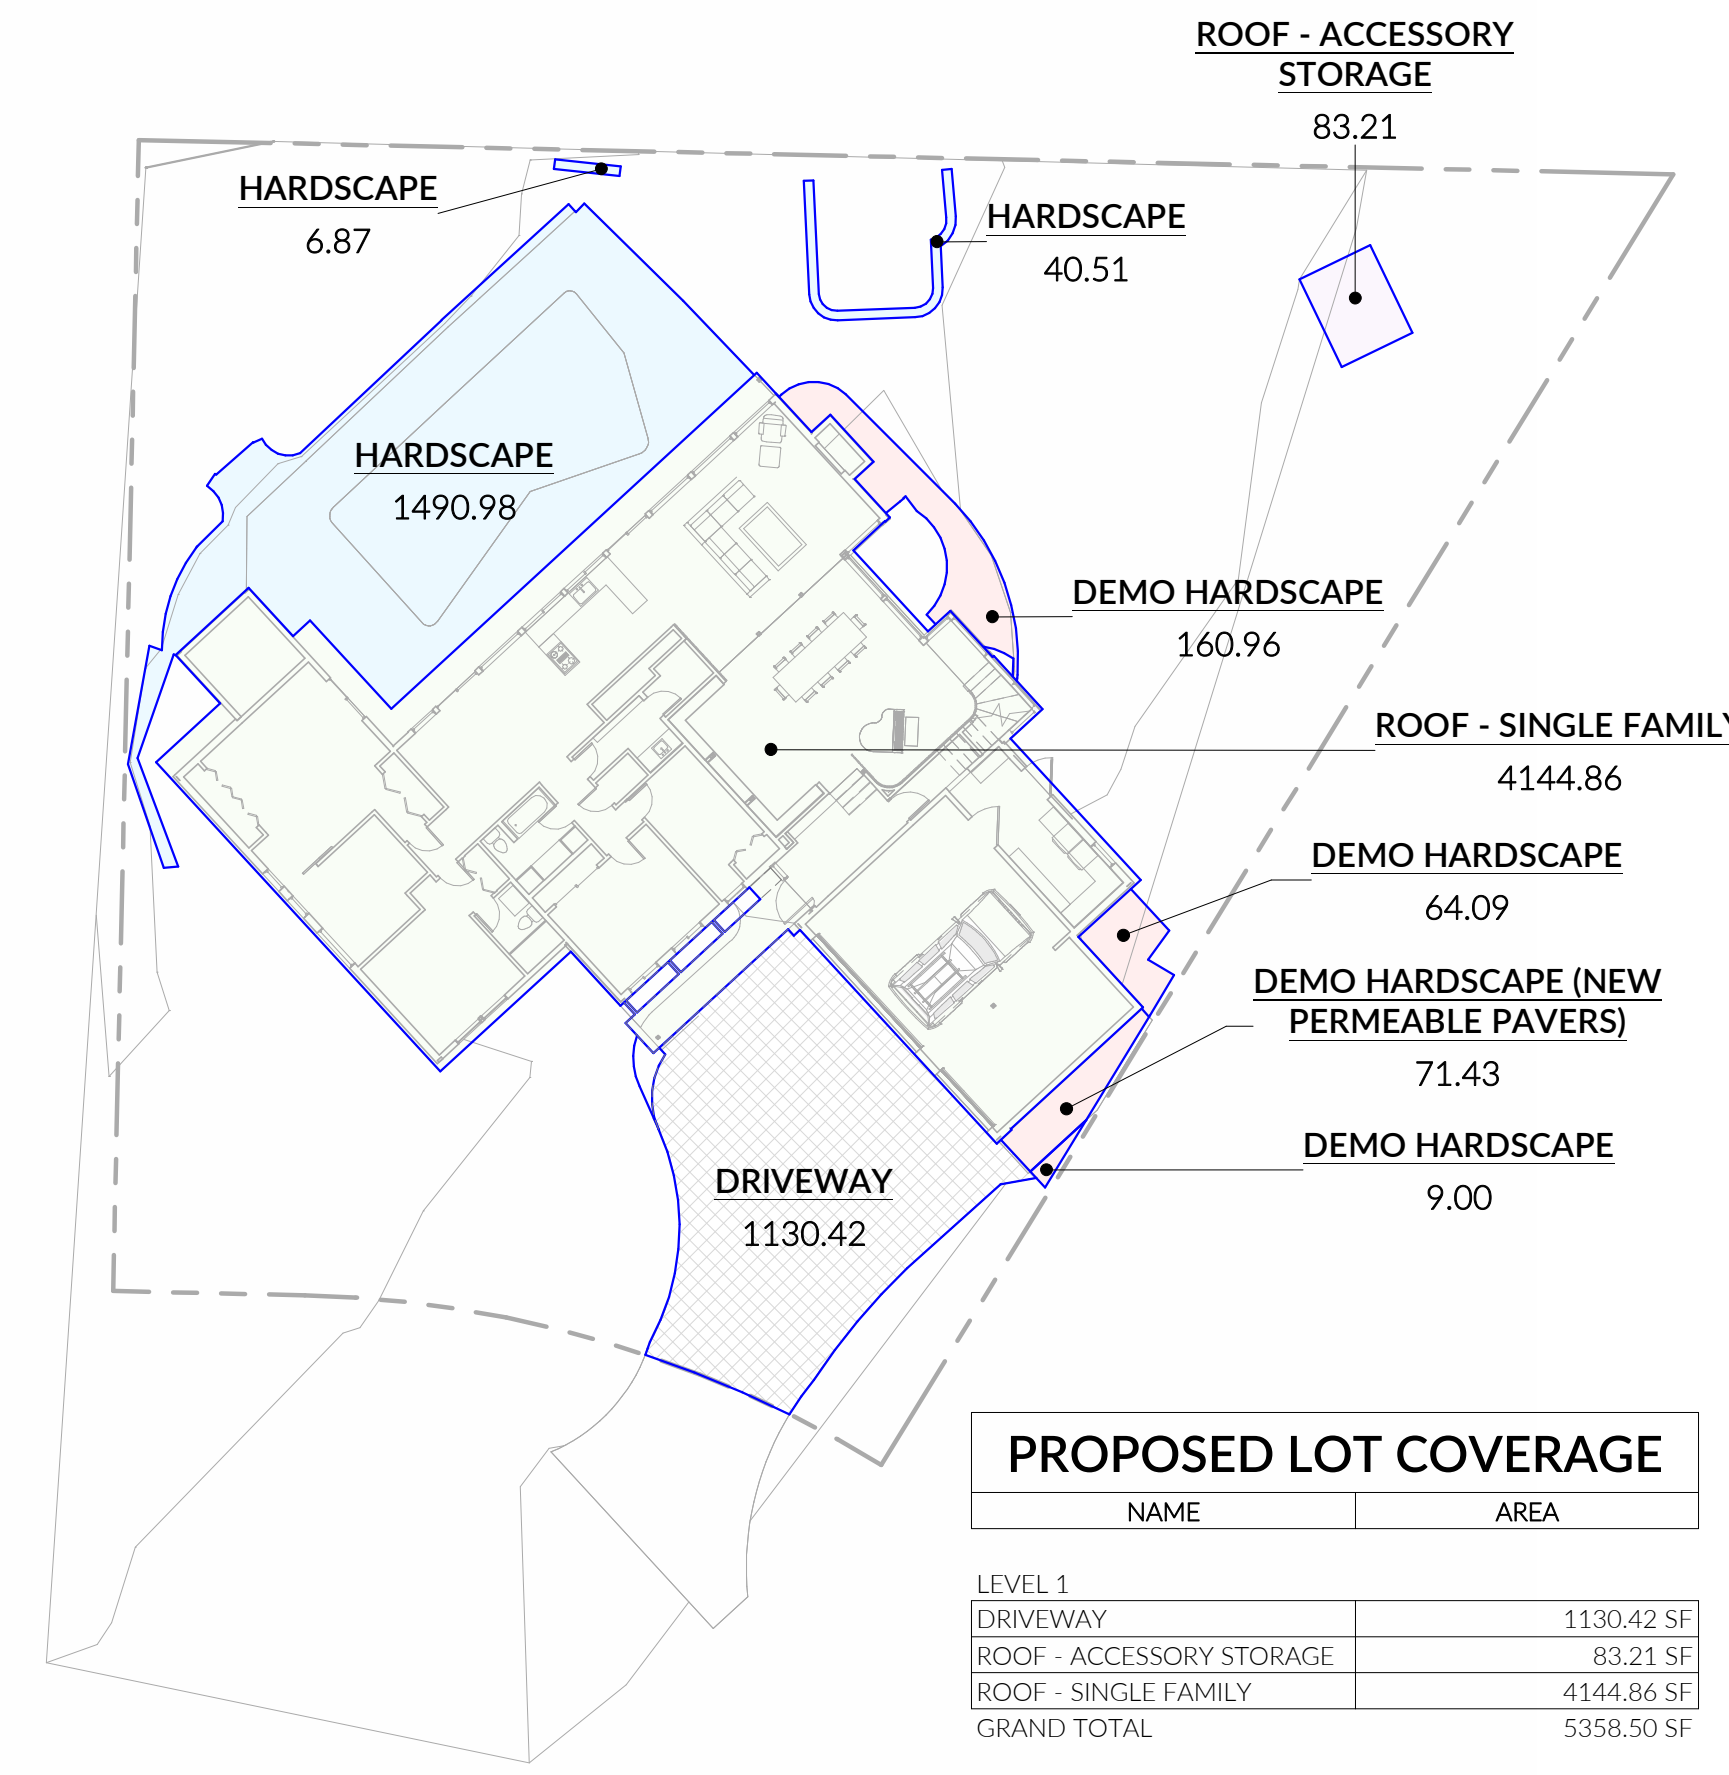 ROOF - ACCESSORY
STORAGE
83.21
HARDSCAPE
6.87
HARDSCAPE
40.51
HARDSCAPE
1490.98
DEMO HARDSCAPE
160.96
ROOF - SINGLE FAMILY
4144.86
DEMO HARDSCAPE
64.09
DEMO HARDSCAPE (NEW
PERMEABLE PAVERS)
71.43
DEMO HARDSCAPE
9.00
DRIVEWAY
1130.42
PROPOSED LOT COVERAGE
NAME AREA
LEVEL 1
DRIVEWAY 1130.42 SF
ROOF - ACCESSORY STORAGE 83.21 SF
ROOF - SINGLE FAMILY 4144.86 SF
GRAND TOTAL 5358.50 SF